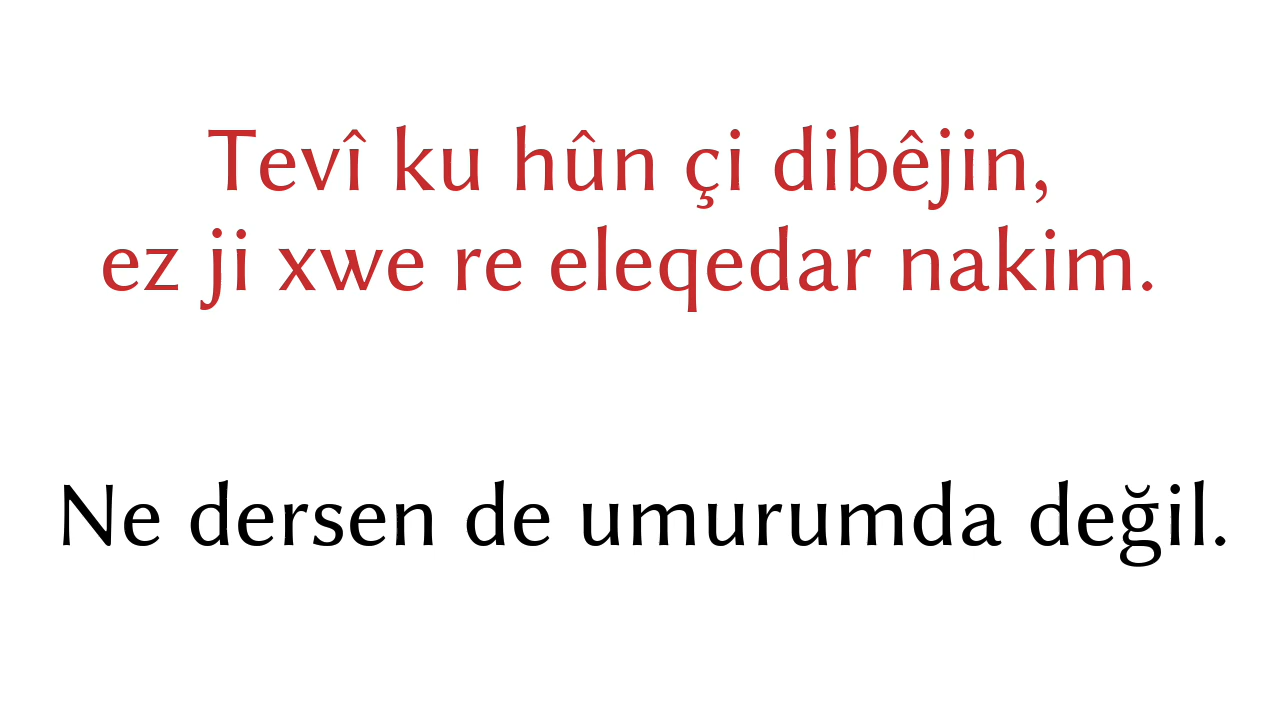 Tevî ku hûn çi dibêjin,
ez ji xwe re eleqedar nakim.
Ne dersen de umurumda değil.